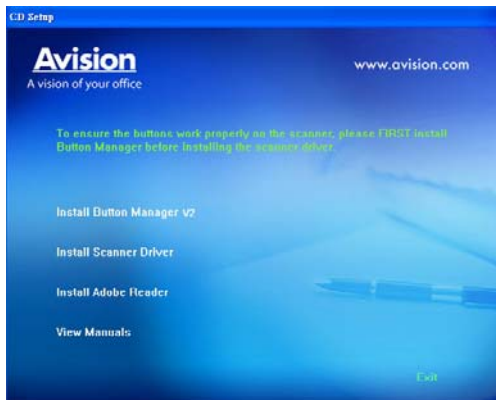 CD Setup
Avision
A vision of your office
www.avision.com
To ensure the buttons work properly on the scanner, please FIRST install
Button Manager before installing the scanner driver.
Install Button Manager V2
Install Scanner Driver
Install Adobe Reader
View Manuals
Exit